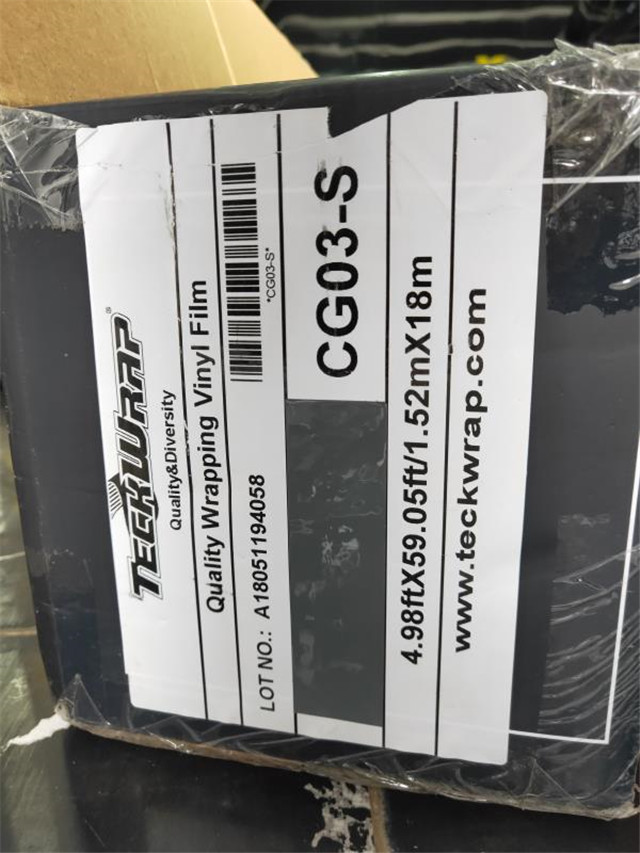 TECKWRAP®
Quality&Diversity
Quality Wrapping Vinyl Film
LOT NO.: A18051194058
*CG03-S*
CG03-S
4.98ftX59.05ft/1.52mX18m
www.teckwrap.com